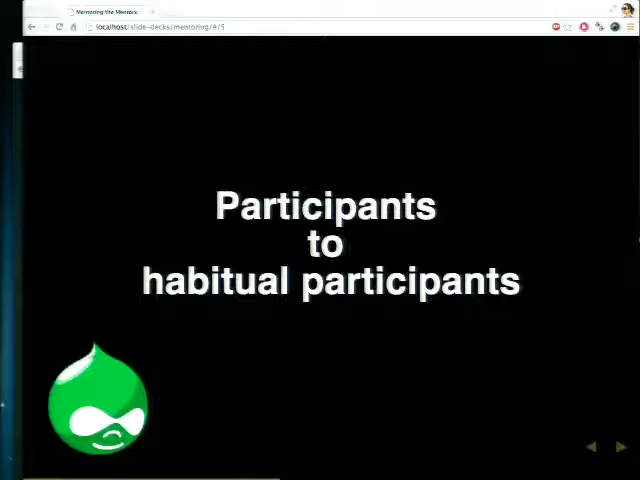 Mentoring the Mentors
localhost/slide-decks/mentoring/#/5
Participants
to
habitual participants